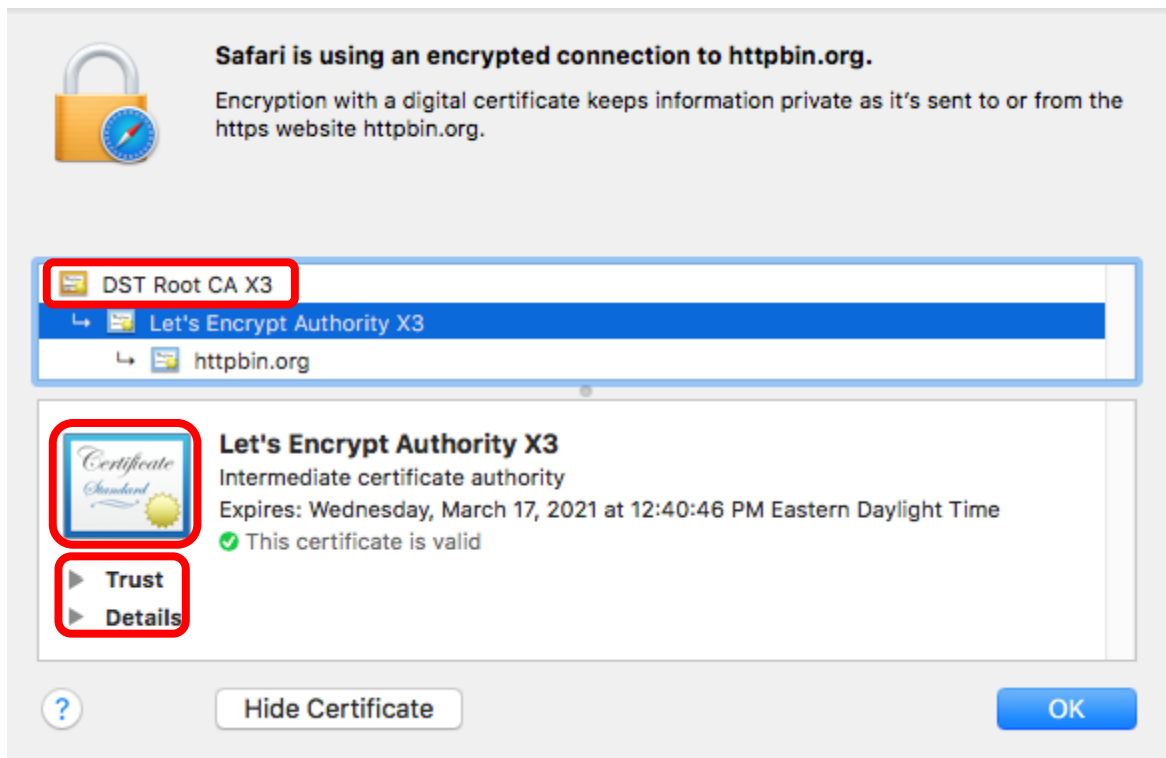 Safari is using an encrypted connection to httpbin.org.
Encryption with a digital certificate keeps information private as it's sent to or from the
https website httpbin.org.
DST Root CA X3
Let's Encrypt Authority X3
httpbin.org
Certificate
Standard
Let's Encrypt Authority X3
Intermediate certificate authority
Expires: Wednesday, March 17, 2021 at 12:40:46 PM Eastern Daylight Time
This certificate is valid
Trust
Details
?
Hide Certificate
OK